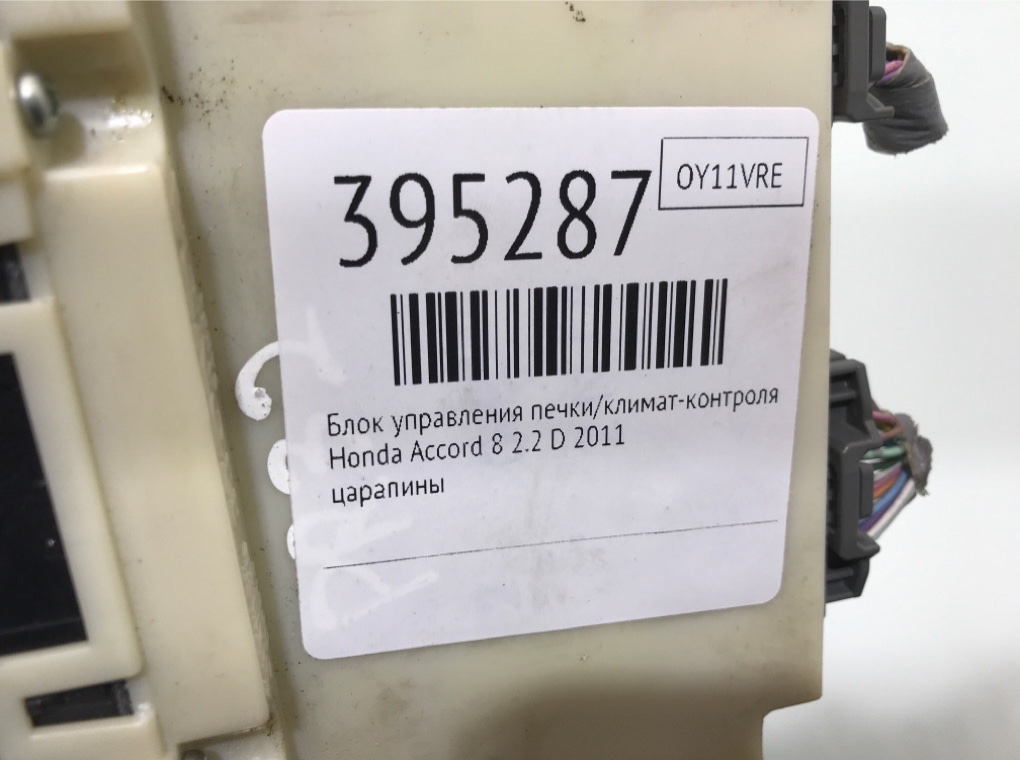 395287
OY11VRE
Блок управления печки/климат-контроля
Honda Accord 8 2.2 D 2011
царапины